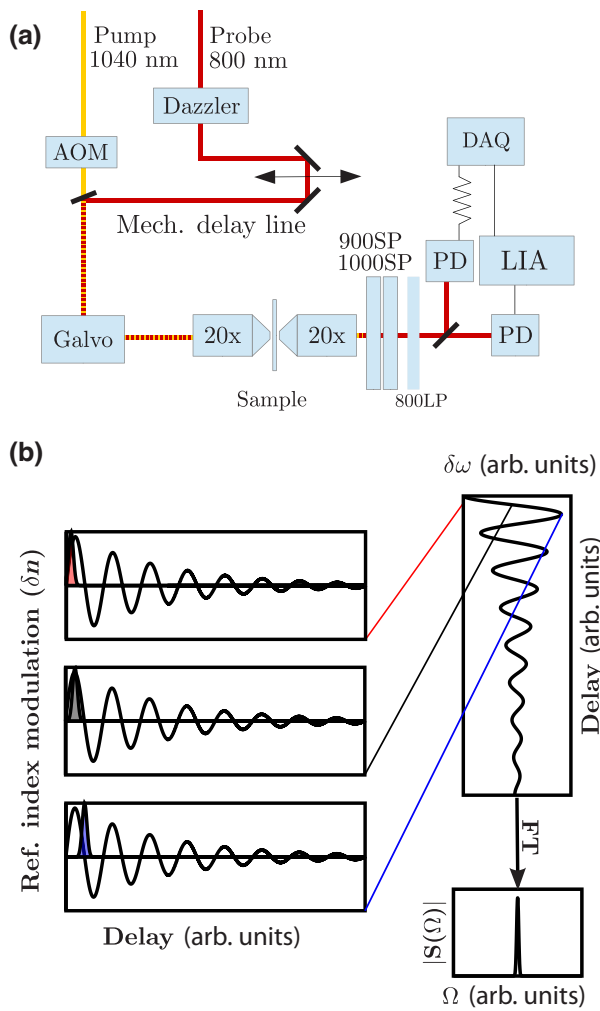 (a)
Pump
1040 nm
Probe
800 nm
Dazzler
AOM
DAQ
Mech. delay line
900SP
1000SP
PD
LIA
Galvo
20x
20x
PD
Sample
800LP
(b)
δω (arb. units)
Ref. index modulation (δn)
Delay (arb. units)
FT
|S(Ω)|
Delay (arb. units)
Ω (arb. units)